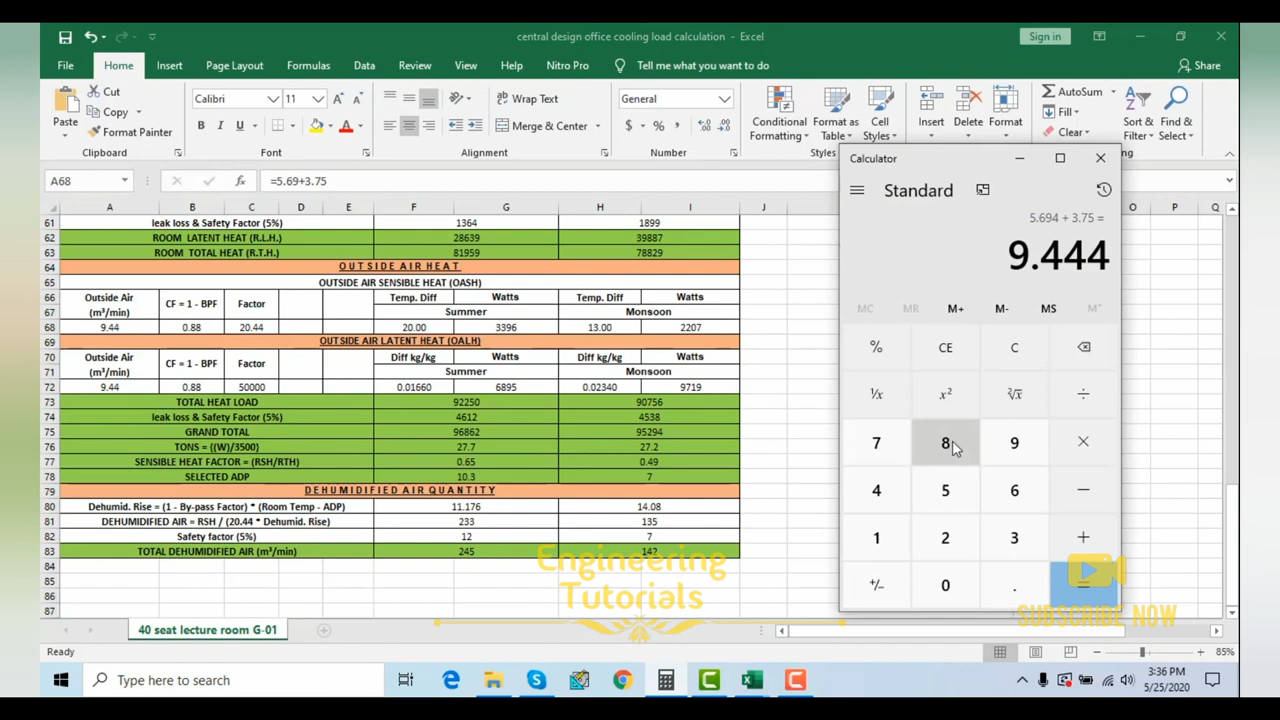 central design office cooling load calculation - Excel
Sign in
File Home Insert Page Layout Formulas Data Review View Help Nitro Pro Tell me what you want to do Share
Paste
Cut
Copy
Format Painter
Clipboard
Calibri 11
B I U
Font
Wrap Text
Merge & Center
Alignment
General
$ % ,
Number
Conditional Formatting
Format as Table
Cell Styles
Styles
Insert Delete Format
AutoSum
Fill
Clear
Sort & Filter
Find & Select
A68 fx =5.69+3.75
A B C D E F G H I J O P Q
61 leak loss & Safety Factor (5%) 1364 1899
62 ROOM LATENT HEAT (R.L.H.) 28639 39887
63 ROOM TOTAL HEAT (R.T.H) 81959 78829
64 OUTSIDE AIR HEAT
65 OUTSIDE AIR SENSIBLE HEAT (OASH)
66 Outside Air (m³/min) CF = 1 - BPF Factor Temp. Diff Watts Temp. Diff Watts
67 Summer Monsoon
68 9.44 0.88 20.44 20.00 3396 13.00 2207
69 OUTSIDE AIR LATENT HEAT (OALH)
70 Outside Air (m³/min) CF = 1 - BPF Factor Diff kg/kg Watts Diff kg/kg Watts
71 Summer Monsoon
72 9.44 0.88 50000 0.01660 6895 0.02340 9719
73 TOTAL HEAT LOAD 92250 90756
74 leak loss & Safety Factor (5%) 4612 4538
75 GRAND TOTAL 96862 95294
76 TONS = {(W)/3500} 27.7 27.2
77 SENSIBLE HEAT FACTOR = (RSH/RTH) 0.65 0.49
78 SELECTED ADP 10.3 7
79 DEHUMIDIFIED AIR QUANTITY
80 Dehumid. Rise = (1 - By-pass Factor) * (Room Temp - ADP) 11.176 14.08
81 DEHUMIDIFIED AIR = RSH / (20.44 * Dehumid. Rise) 233 135
82 Safety factor (5%) 12 7
83 TOTAL DEHUMIDIFIED AIR (m³/min) 245 142
84
85
86
87
Engineering
Tutorials
SUBSCRIBE NOW
Calculator
Standard
5.694 + 3.75 =
9.444
MC MR M+ M- MS M˅
% CE C
¹/x x² ²√x ÷
7 8 9 ×
4 5 6 −
1 2 3 +
+/− 0 . =
40 seat lecture room G-01
Ready
85%
Type here to search
3:36 PM
5/25/2020